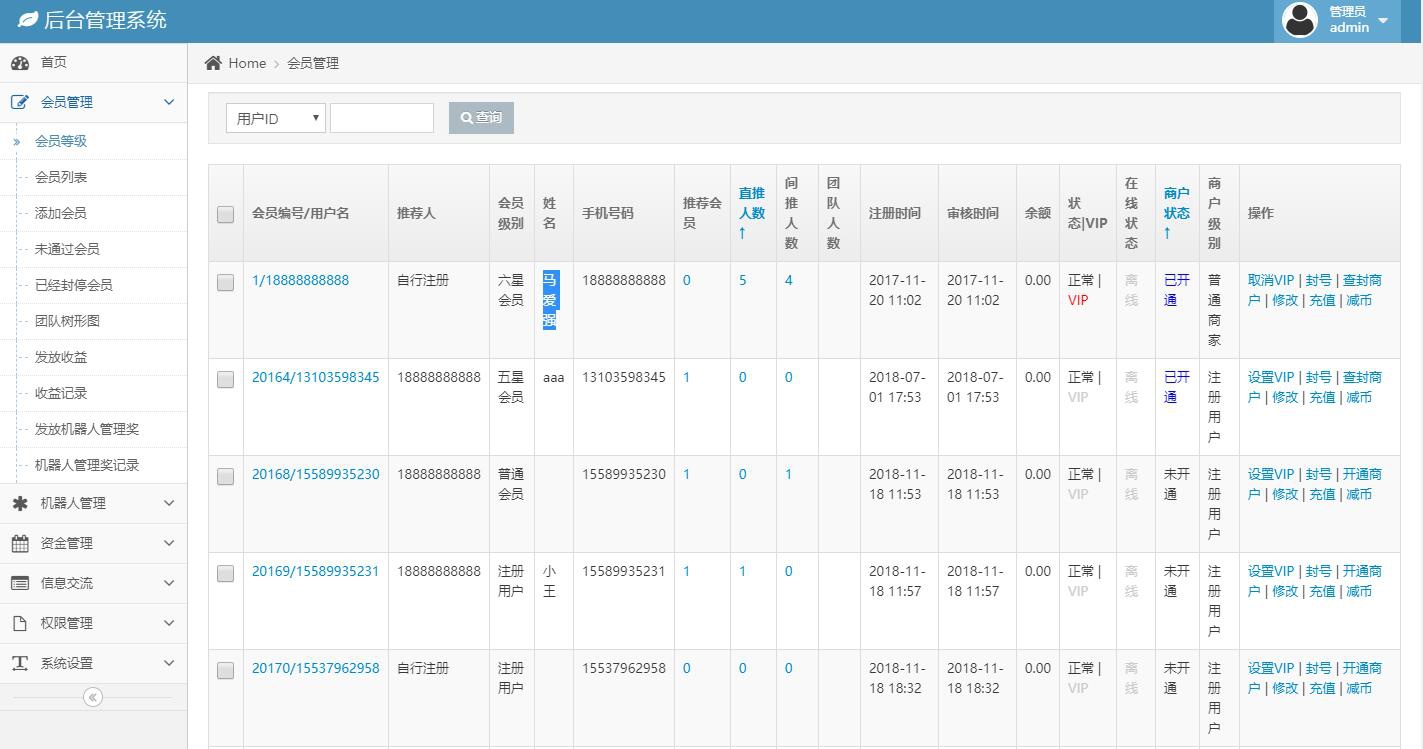 后台管理系统
管理员
admin
首页
会员管理
会员等级
会员列表
添加会员
未通过会员
已经封停会员
团队树形图
发放收益
收益记录
发放机器人管理奖
机器人管理奖记录
机器人管理
资金管理
信息交流
权限管理
系统设置
Home > 会员管理
用户ID
查询
会员编号/用户名 推荐人 会员级别 姓名 手机号码 推荐会员 直推人数↑ 间推人数 团队人数 注册时间 审核时间 余额 状态|VIP 在线状态 商户状态↑ 商户级别 操作
1/18888888888 自行注册 六星会员 马爱强 18888888888 0 5 4 2017-11-20 11:02 2017-11-20 11:02 0.00 正常 | VIP 离线 已开通 普通商家 取消VIP | 封号 | 查封商户 | 修改 | 充值 | 减币
20164/13103598345 18888888888 五星会员 aaa 13103598345 1 0 0 2018-07-01 17:53 2018-07-01 17:53 0.00 正常 | VIP 离线 已开通 注册用户 设置VIP | 封号 | 查封商户 | 修改 | 充值 | 减币
20168/15589935230 18888888888 普通会员 15589935230 1 0 1 2018-11-18 11:53 2018-11-18 11:53 0.00 正常 | VIP 离线 未开通 注册用户 设置VIP | 封号 | 开通商户 | 修改 | 充值 | 减币
20169/15589935231 18888888888 注册用户 小王 15589935231 1 1 0 2018-11-18 11:57 2018-11-18 11:57 0.00 正常 | VIP 离线 未开通 注册用户 设置VIP | 封号 | 开通商户 | 修改 | 充值 | 减币
20170/15537962958 自行注册 注册用户 15537962958 0 0 0 2018-11-18 18:32 2018-11-18 18:32 0.00 正常 | VIP 离线 未开通 注册用户 设置VIP | 封号 | 开通商户 | 修改 | 充值 | 减币